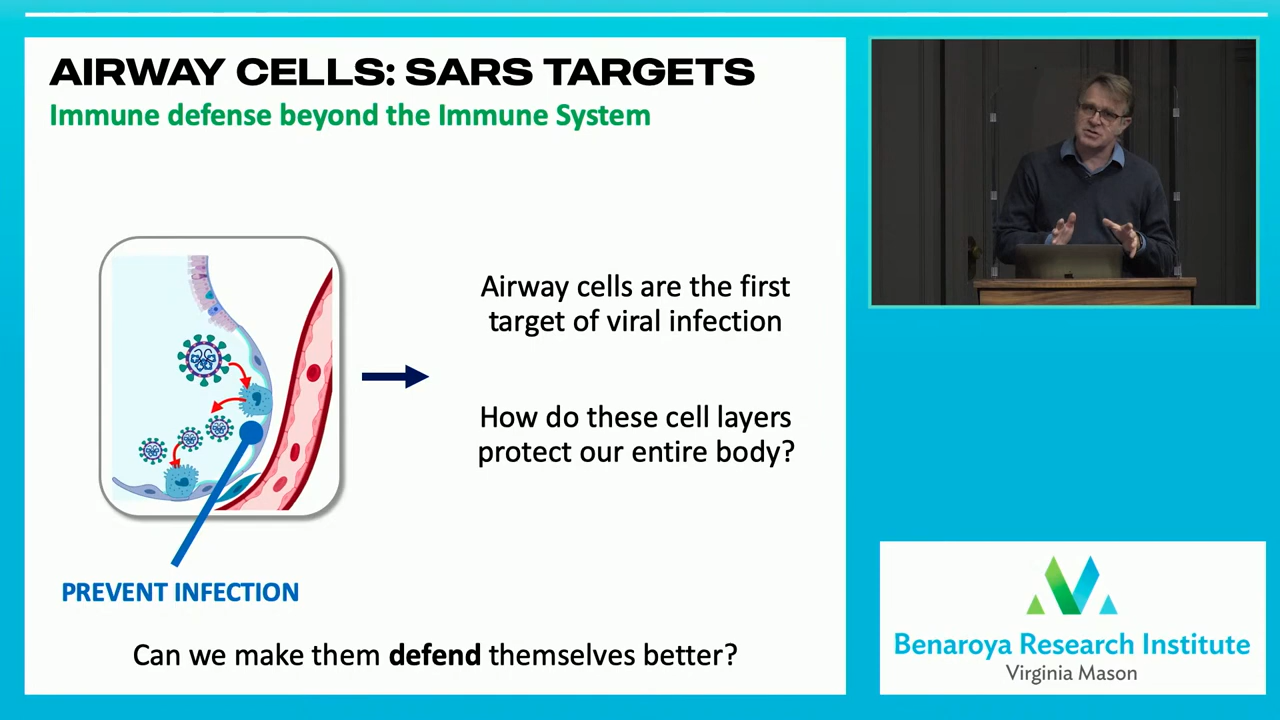 AIRWAY CELLS: SARS TARGETS
Immune defense beyond the Immune System
Airway cells are the first
target of viral infection
How do these cell layers
protect our entire body?
PREVENT INFECTION
Can we make them defend themselves better?
Benaroya Research Institute
Virginia Mason